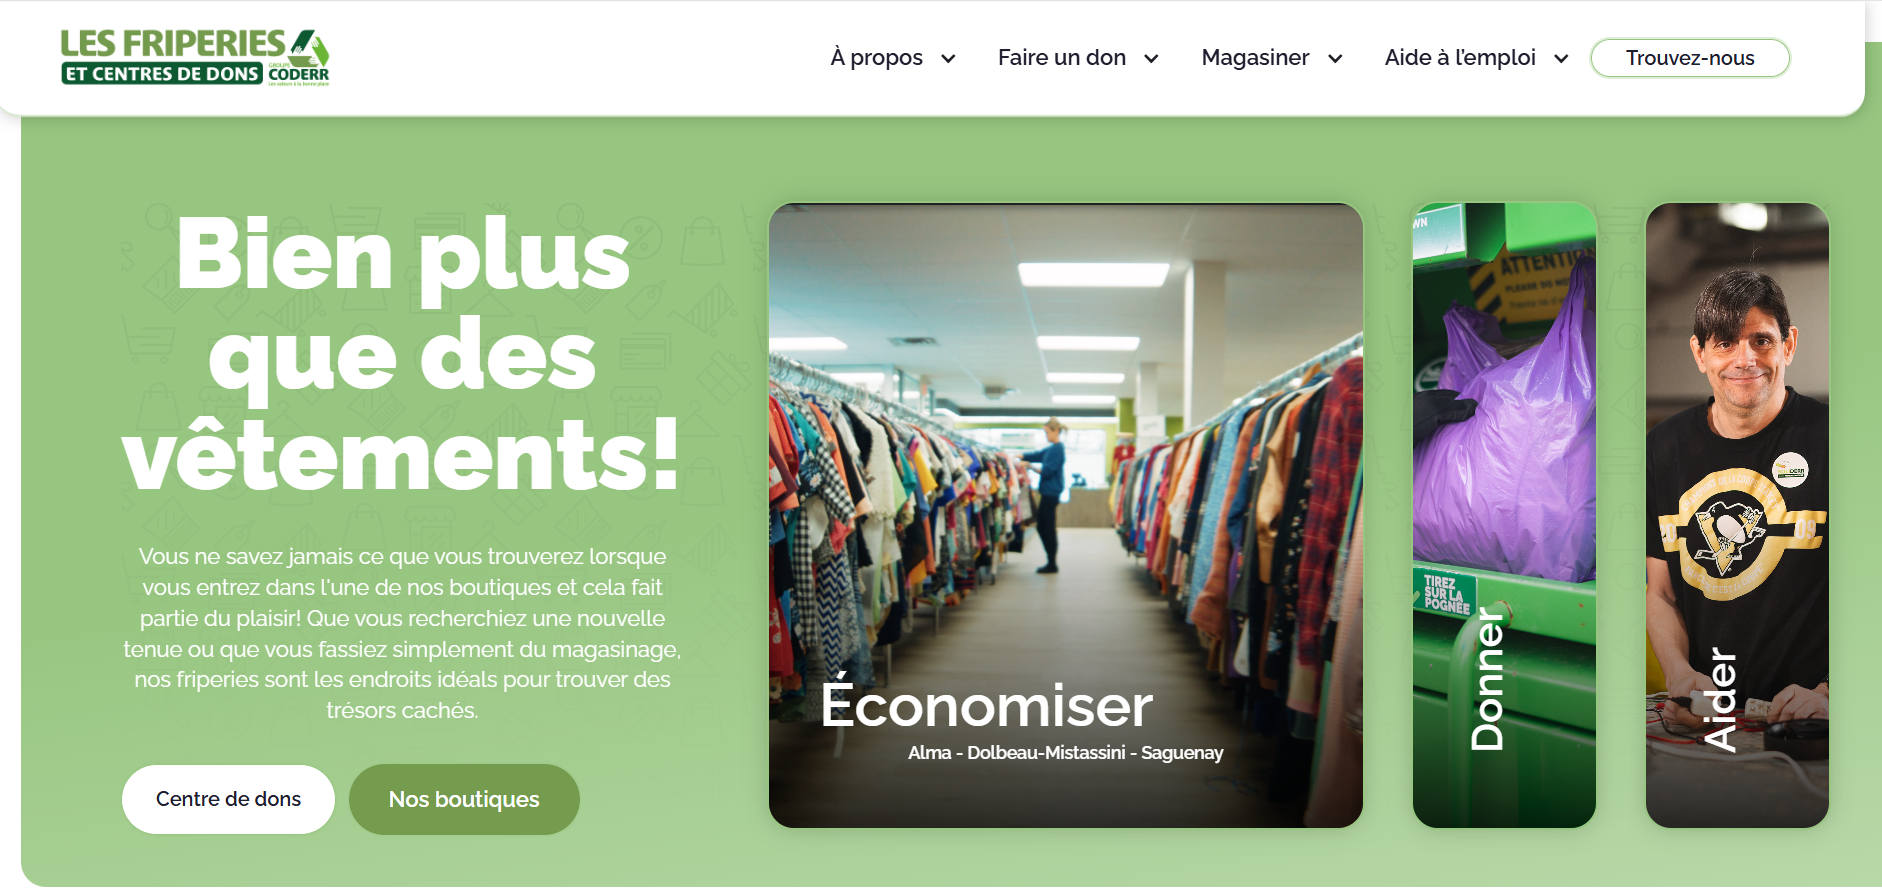 LES FRIPERIES
ET CENTRES DE DONS
GROUPE
CODERR
À propos
Faire un don
Magasiner
Aide à l'emploi
Trouvez-nous
Bien plus
que des
vêtements!
Vous ne savez jamais ce que vous trouverez lorsque
vous entrez dans l'une de nos boutiques et cela fait
partie du plaisir! Que vous recherchiez une nouvelle
tenue ou que vous fassiez simplement du magasinage,
nos friperies sont les endroits idéals pour trouver des
trésors cachés.
Centre de dons
Nos boutiques
Économiser
Alma - Dolbeau-Mistassini - Saguenay
ATTENTION
PLEASE DO
TIREZ
SUR LA
POGNÉE
Donner
Aider